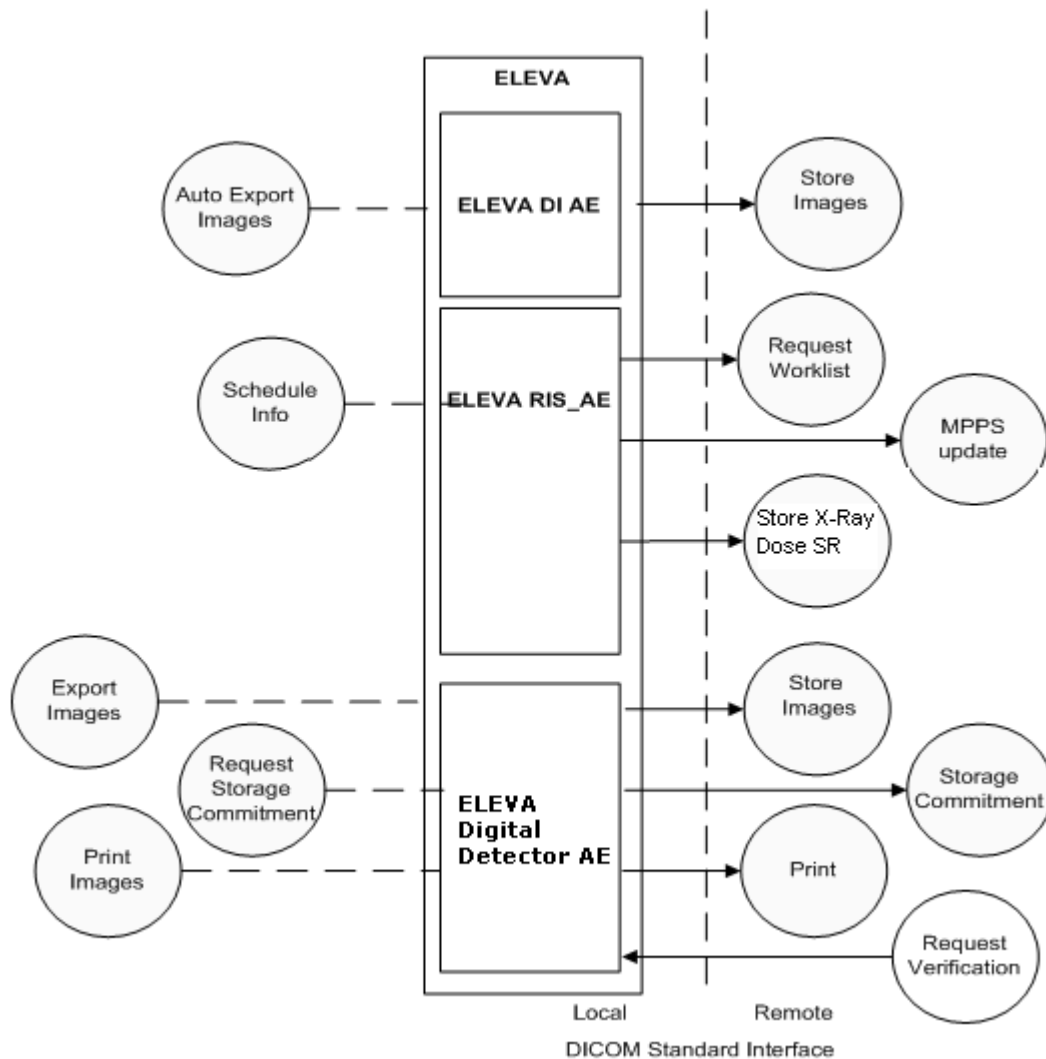 ELEVA
Auto Export
Images
ELEVA DI AE
Store
Images
Schedule
Info
ELEVA RIS_AE
Request
Worklist
MPPS
update
Store X-Ray
Dose SR
Export
Images
Store
Images
Request
Storage
Commitment
Storage
Commitment
Print
Images
ELEVA
Digital
Detector AE
Print
Request
Verification
Local
Remote
DICOM Standard Interface